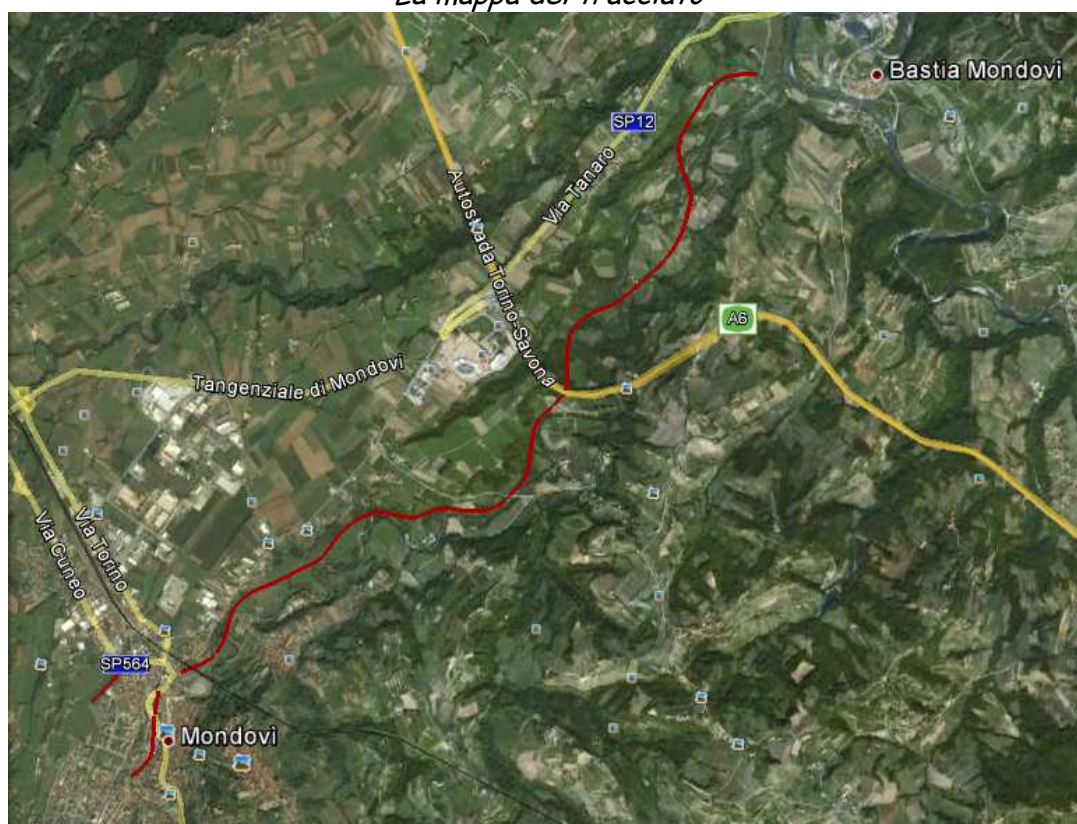 La mappa del tracciato
Bastia Mondovì
SP12
Via Tanaro
Autostrada Torino-Savona
A6
Tangenziale di Mondovì
Via Torino
Via Cuneo
SP564
Mondovì